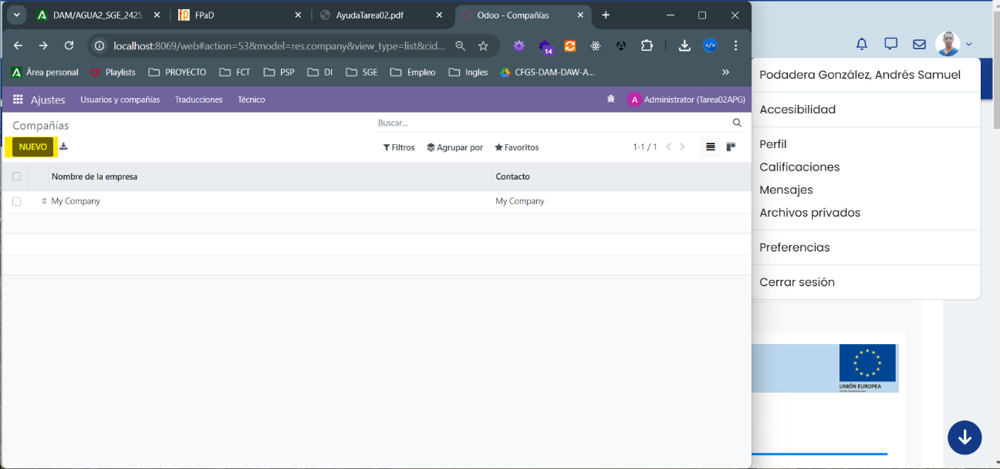 DAM/AGUA2_SGE_2425
FPaD
AyudaTarea02.pdf
Odoo - Compañías
localhost:8069/web#action=53&model=res.company&view_type=list&cid...
14
Área personal
Playlists
PROYECTO
FCT
PSP
DI
SGE
Empleo
Ingles
CFGS-DAM-DAW-A...
Ajustes
Usuarios y compañías
Traducciones
Técnico
A
Administrator (Tarea02APG)
Compañías
Buscar...
NUEVO
Filtros
Agrupar por
Favoritos
1-1 / 1
Nombre de la empresa
Contacto
My Company
My Company
Podadera González, Andrés Samuel
Accesibilidad
Perfil
Calificaciones
Mensajes
Archivos privados
Preferencias
Cerrar sesión
UNIÓN EUROPEA